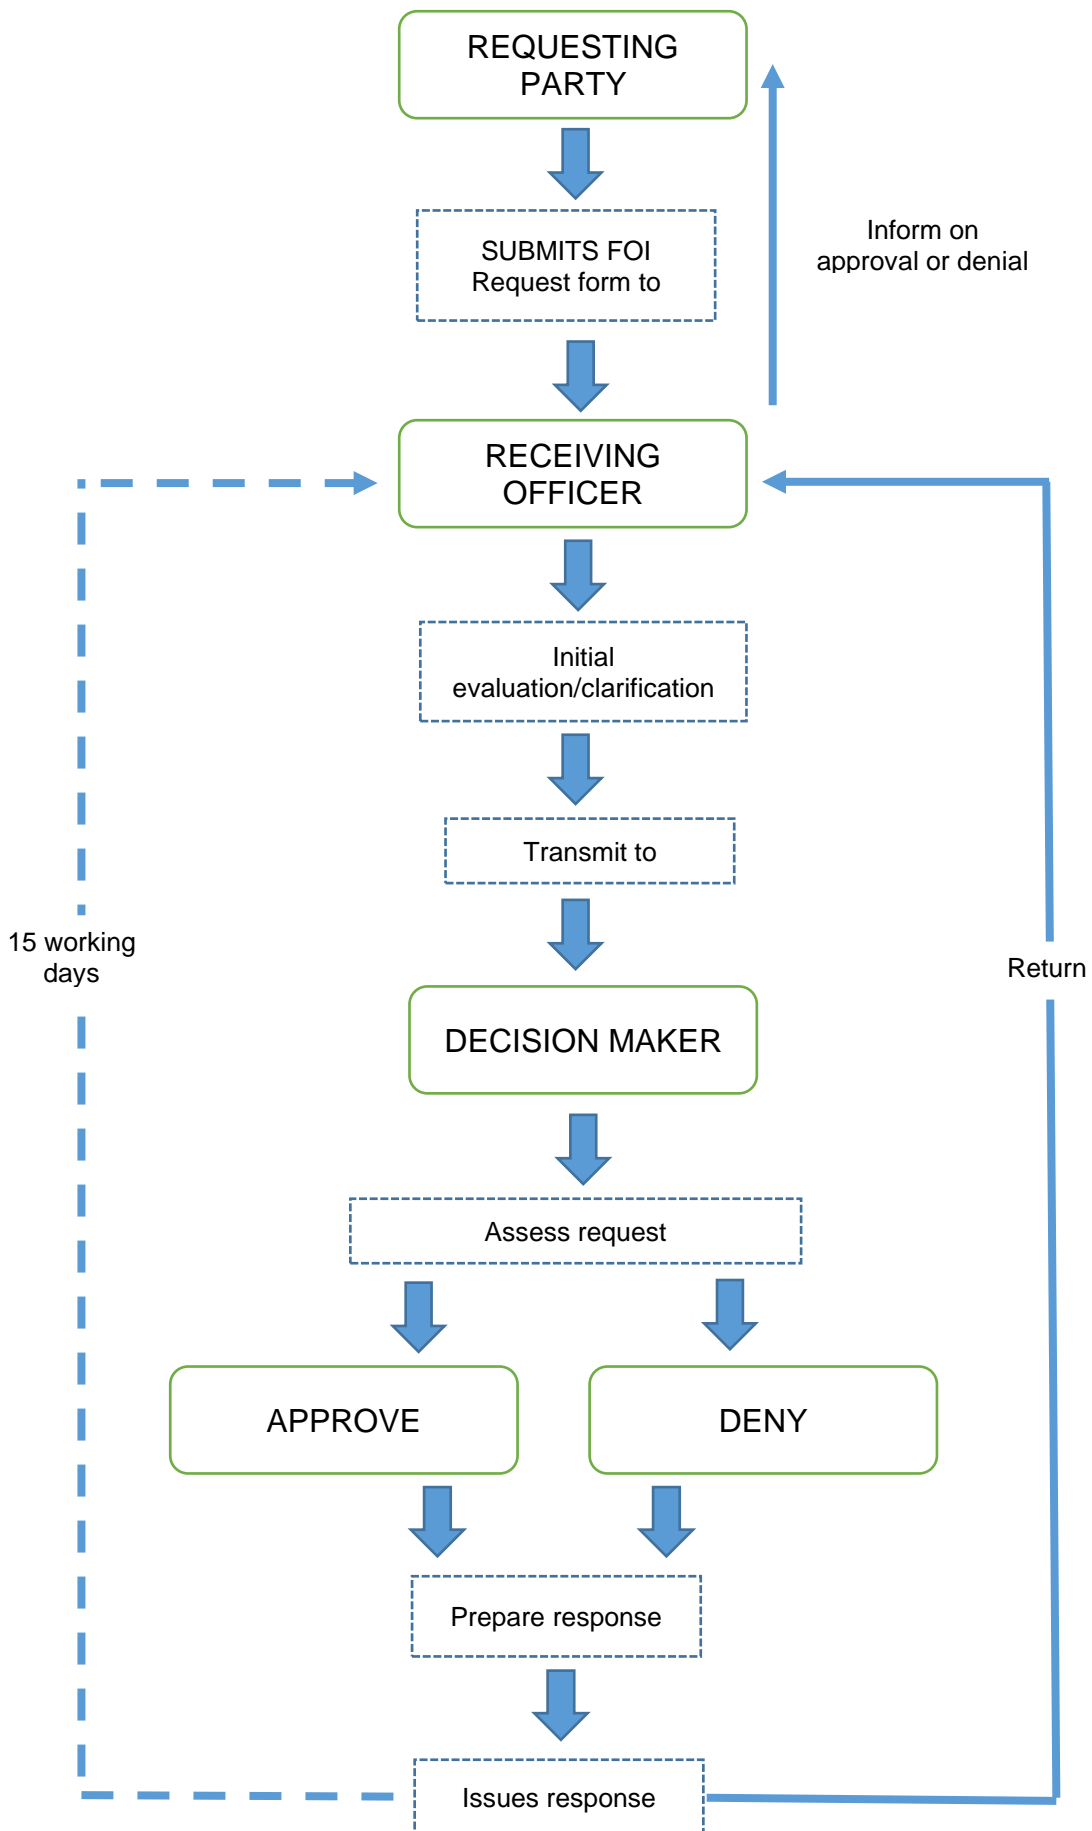 REQUESTING
PARTY
SUBMITS FOI
Request form to
Inform on
approval or denial
RECEIVING
OFFICER
Initial
evaluation/clarification
Transmit to
15 working
days
Return
DECISION MAKER
Assess request
APPROVE
DENY
Prepare response
Issues response